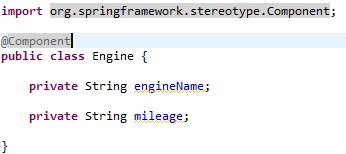 import org.springframework.stereotype.Component;
@Component
public class Engine {
private String engineName;
private String mileage;
}